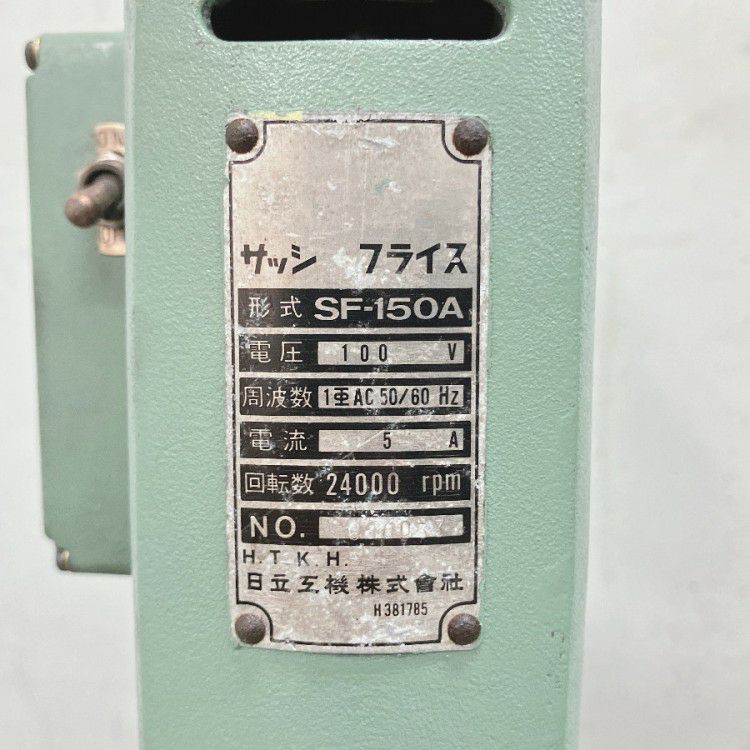 サッシ フライス
形式 SF-150A
電圧 100 V
周波数 1重AC 50/60 Hz
電流 5 A
回転数 24000 rpm
NO.
H.T.K.H.
日立工機株式會社
H381785